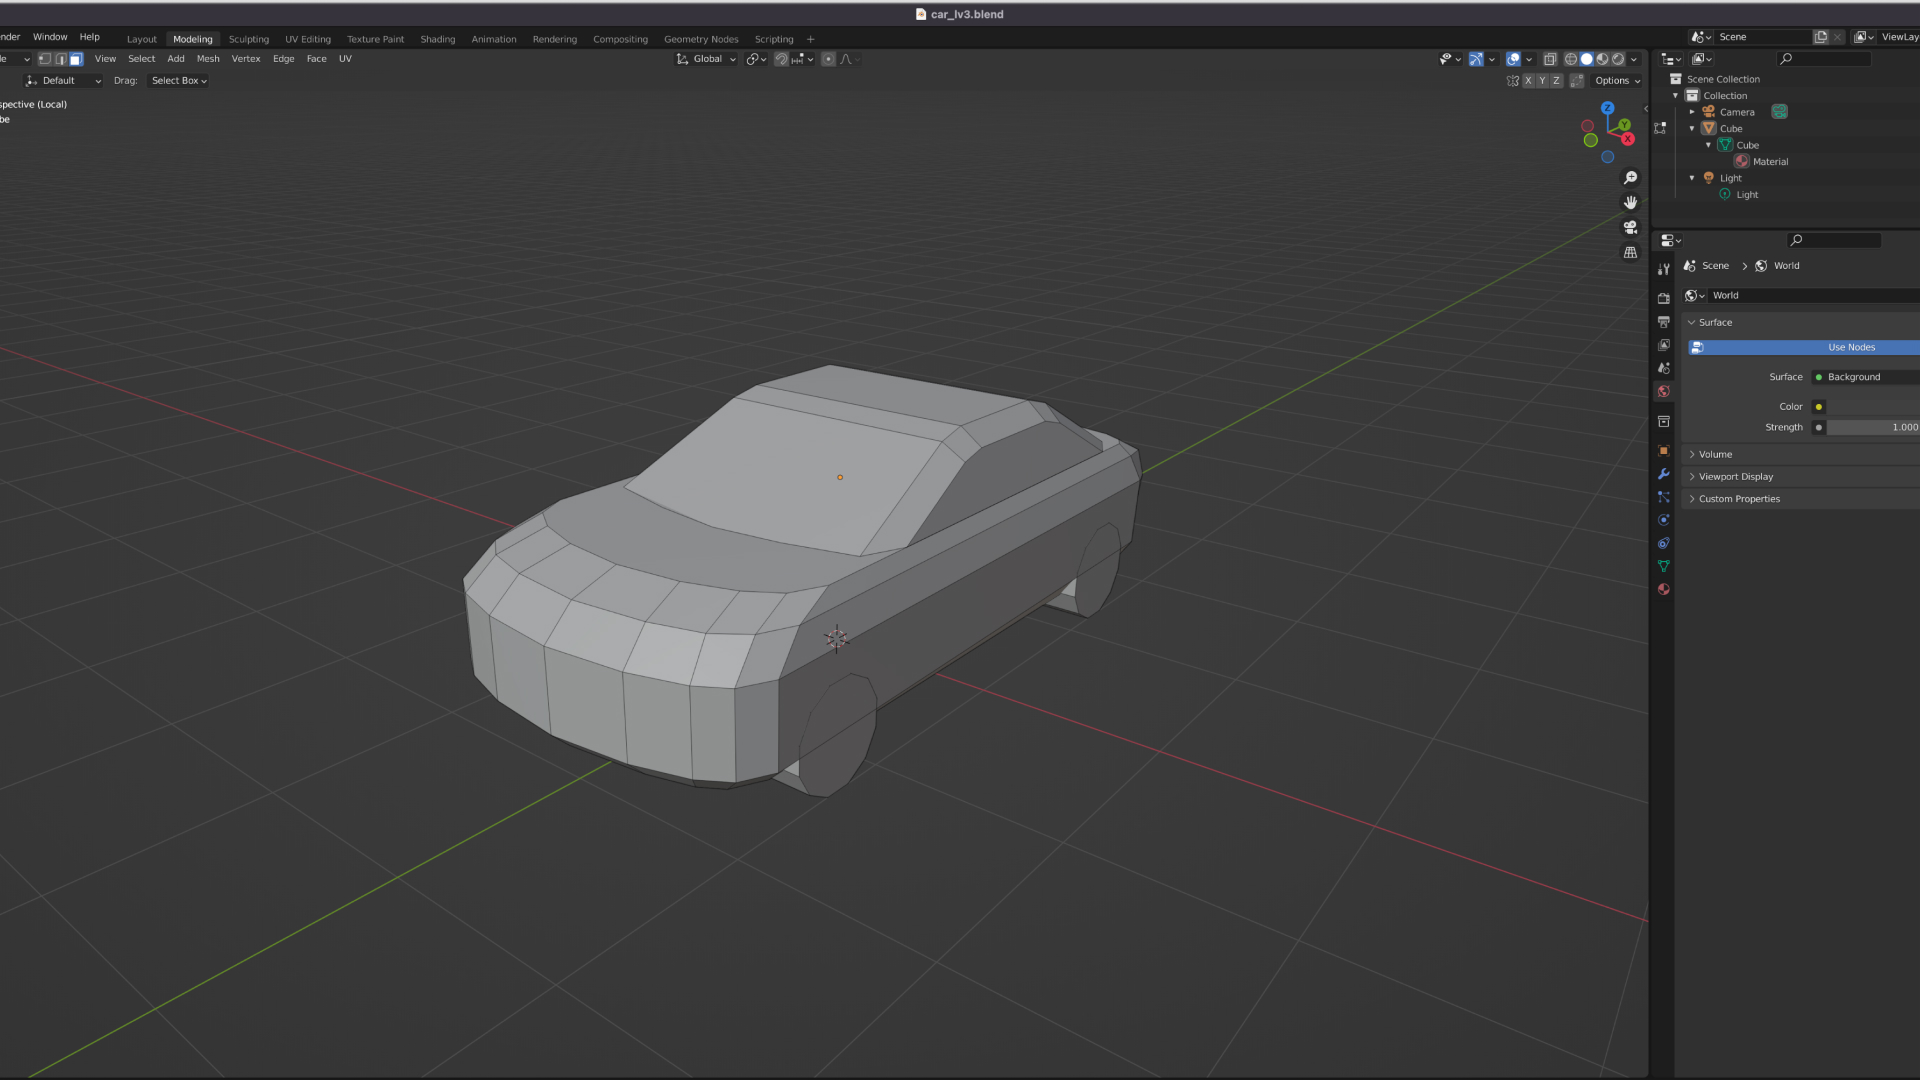 car_lv3.blend
nder Window Help Layout Modeling Sculpting UV Editing Texture Paint Shading Animation Rendering Compositing Geometry Nodes Scripting + Scene ViewLay
de View Select Add Mesh Vertex Edge Face UV Global
Default Drag: Select Box X Y Z Options
spective (Local)
be
Z
Y
X
Scene Collection
Collection
Camera
Cube
Cube
Material
Light
Light
Scene > World
World
Surface
Use Nodes
Surface Background
Color
Strength 1.000
Volume
Viewport Display
Custom Properties